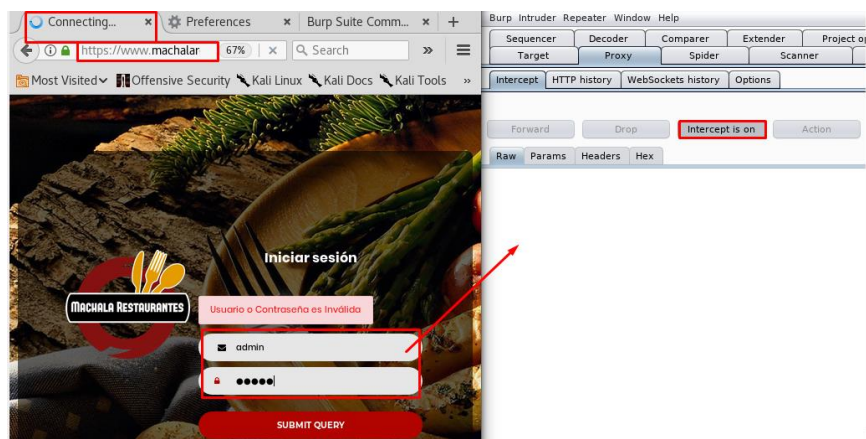 Connecting... × Preferences × Burp Suite Comm... × +
https://www.machalar 67% × Search » ≡
Most Visited Offensive Security Kali Linux Kali Docs Kali Tools »
Iniciar sesión
MACHALA RESTAURANTES
Usuario o Contraseña es Inválida
admin
●●●●●
SUBMIT QUERY
Burp Intruder Repeater Window Help
Sequencer Decoder Comparer Extender Project o
Target Proxy Spider Scanner
Intercept HTTP history WebSockets history Options
Forward Drop Intercept is on Action
Raw Params Headers Hex